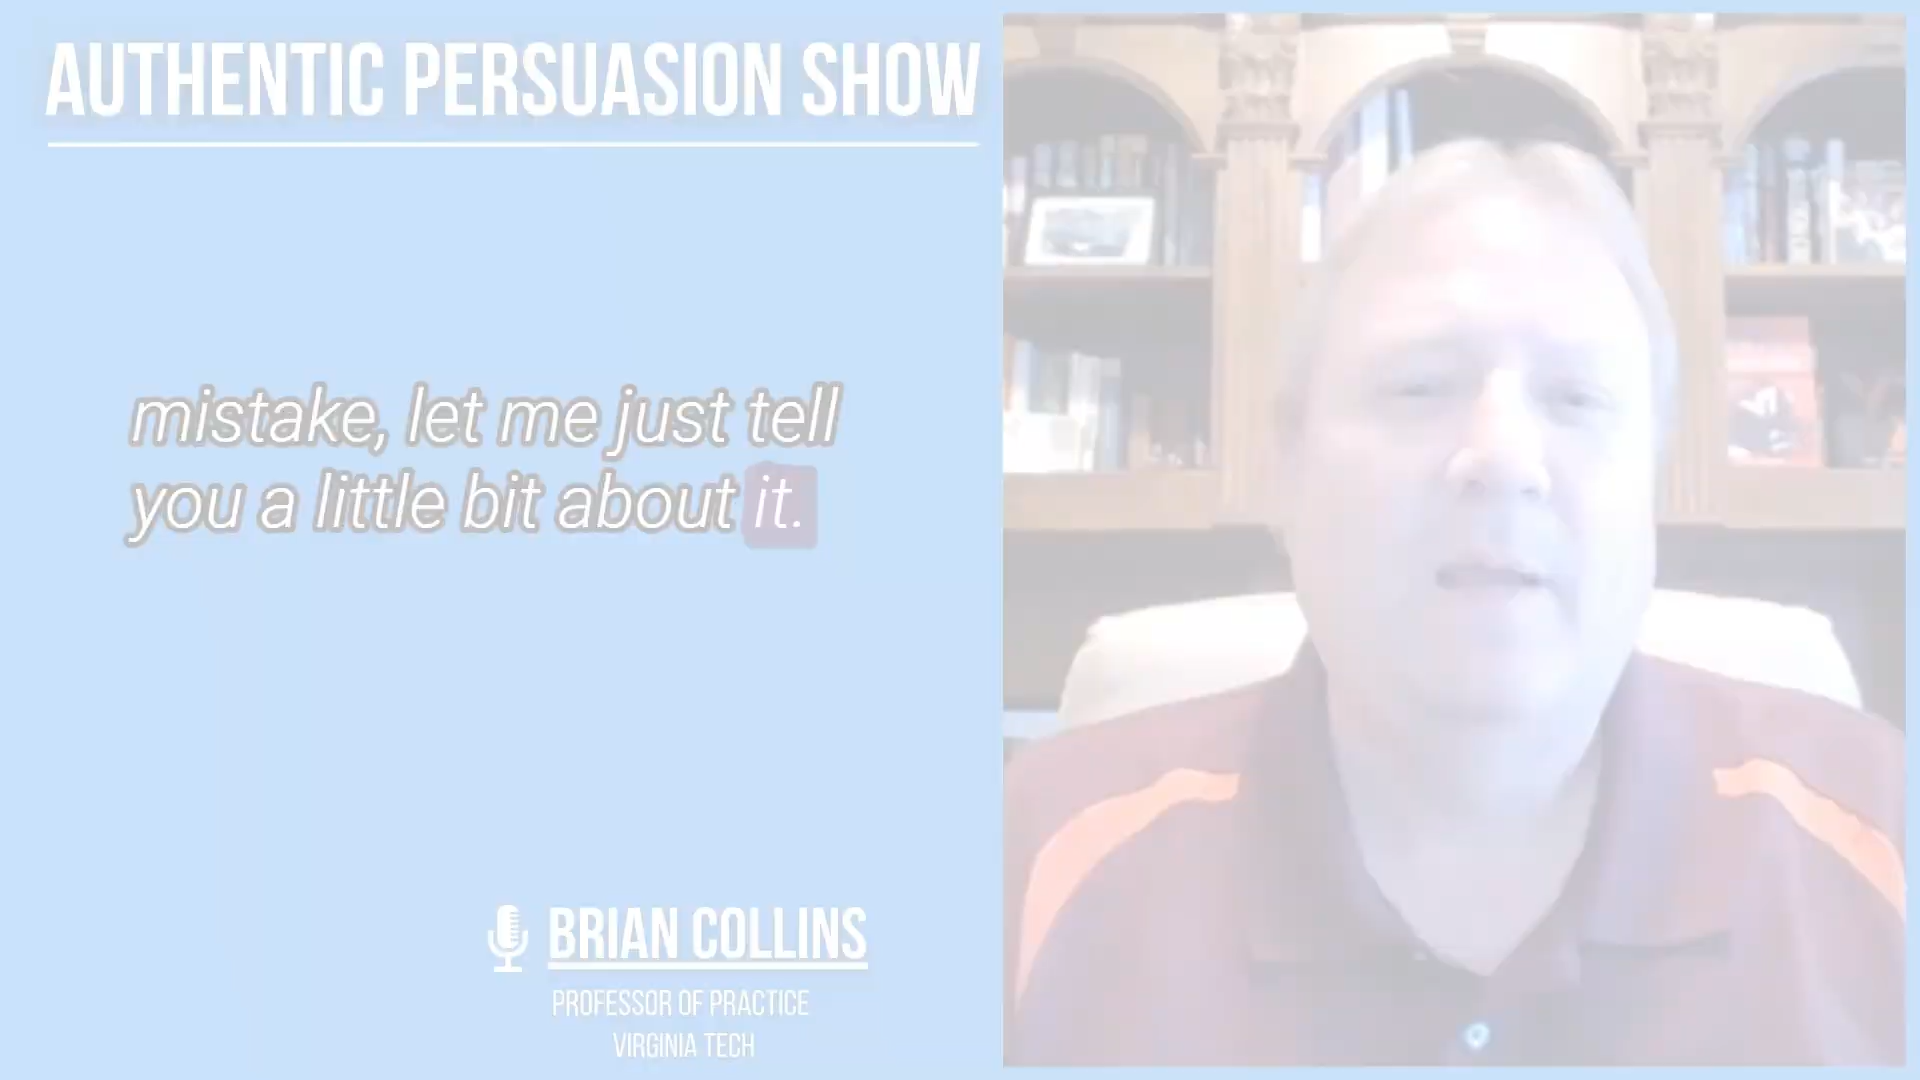 AUTHENTIC PERSUASION SHOW
mistake, let me just tell
you a little bit about it.
BRIAN COLLINS
PROFESSOR OF PRACTICE
VIRGINIA TECH